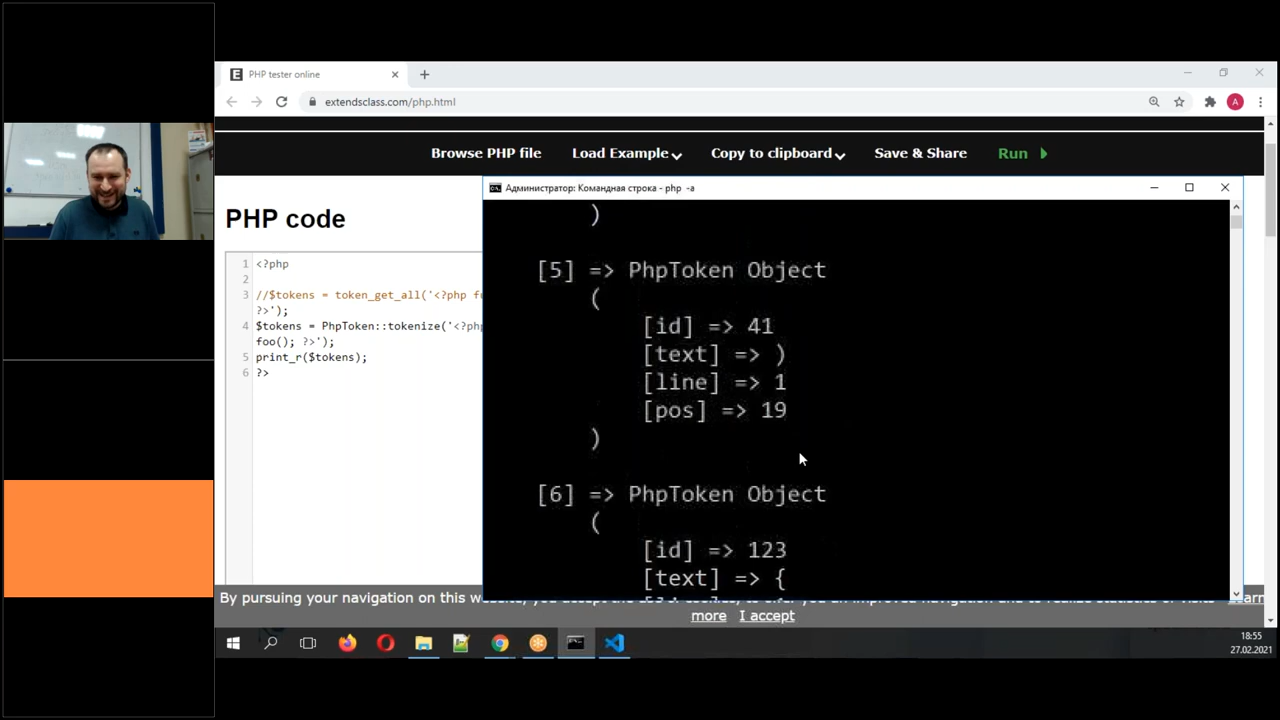 PHP tester online
extendsclass.com/php.html
A
Browse PHP file Load Example Copy to clipboard Save & Share Run
PHP code
1 <?php
2
3 //$tokens = token_get_all('<?php fu
?>');
4 $tokens = PhpToken::tokenize('<?php
foo(); ?>');
5 print_r($tokens);
6 ?>
Администратор: Командная строка - php -a
)
[5] => PhpToken Object
(
[id] => 41
[text] => )
[line] => 1
[pos] => 19
)
[6] => PhpToken Object
(
[id] => 123
[text] => {
By pursuing your navigation on this
more I accept
18:55
27.02.2021